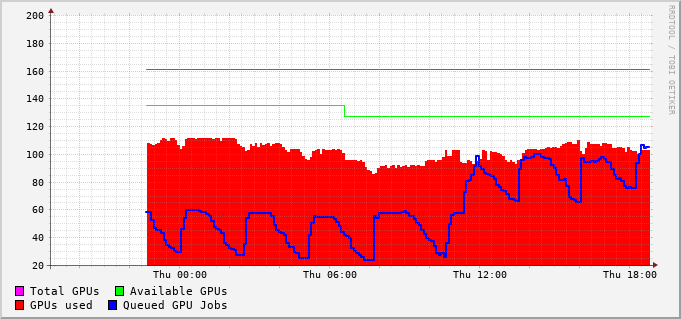 RRDTOOL / TOBI OETIKER
200
180
160
140
120
100
80
60
40
20
Thu 00:00 Thu 06:00 Thu 12:00 Thu 18:00
Total GPUs Available GPUs
GPUs used Queued GPU Jobs